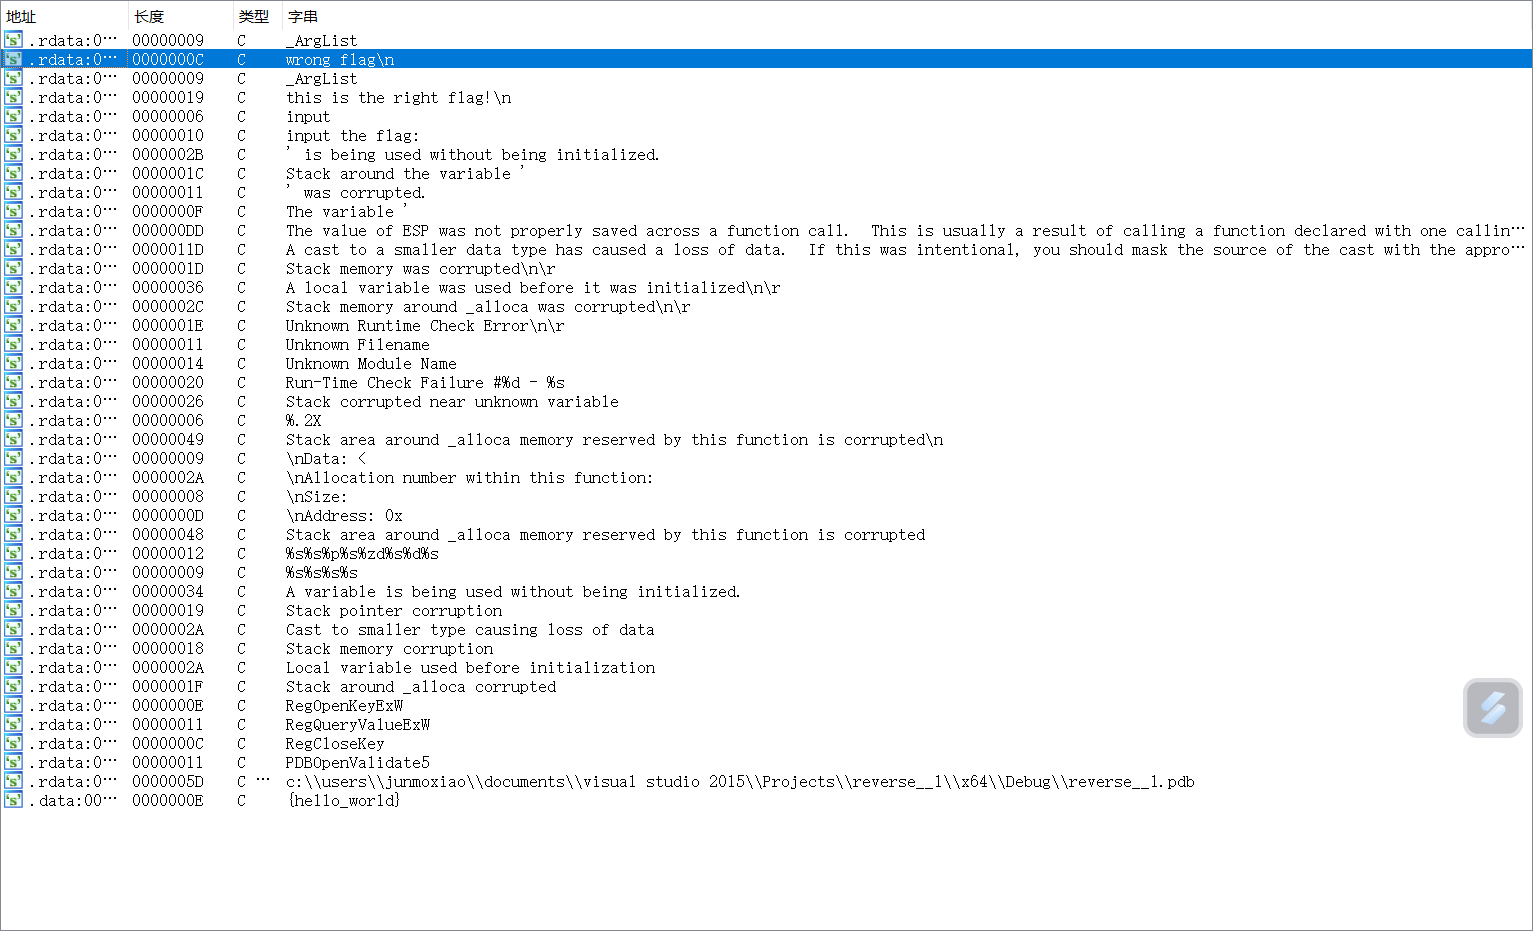 地址 长度 类型 字串
.rdata:0… 00000009 C _ArgList
.rdata:0… 0000000C C wrong flag\n
.rdata:0… 00000009 C _ArgList
.rdata:0… 00000019 C this is the right flag!\n
.rdata:0… 00000006 C input
.rdata:0… 00000010 C input the flag:
.rdata:0… 0000002B C ' is being used without being initialized.
.rdata:0… 0000001C C Stack around the variable '
.rdata:0… 00000011 C ' was corrupted.
.rdata:0… 0000000F C The variable '
.rdata:0… 000000DD C The value of ESP was not properly saved across a function call.  This is usually a result of calling a function declared with one callin…
.rdata:0… 0000011D C A cast to a smaller data type has caused a loss of data.  If this was intentional, you should mask the source of the cast with the appro…
.rdata:0… 0000001D C Stack memory was corrupted\n\r
.rdata:0… 00000036 C A local variable was used before it was initialized\n\r
.rdata:0… 0000002C C Stack memory around _alloca was corrupted\n\r
.rdata:0… 0000001E C Unknown Runtime Check Error\n\r
.rdata:0… 00000011 C Unknown Filename
.rdata:0… 00000014 C Unknown Module Name
.rdata:0… 00000020 C Run-Time Check Failure #%d - %s
.rdata:0… 00000026 C Stack corrupted near unknown variable
.rdata:0… 00000006 C %.2X
.rdata:0… 00000049 C Stack area around _alloca memory reserved by this function is corrupted\n
.rdata:0… 00000009 C \nData: <
.rdata:0… 0000002A C \nAllocation number within this function:
.rdata:0… 00000008 C \nSize:
.rdata:0… 0000000D C \nAddress: 0x
.rdata:0… 00000048 C Stack area around _alloca memory reserved by this function is corrupted
.rdata:0… 00000012 C %s%s%p%s%zd%s%d%s
.rdata:0… 00000009 C %s%s%s%s
.rdata:0… 00000034 C A variable is being used without being initialized.
.rdata:0… 00000019 C Stack pointer corruption
.rdata:0… 0000002A C Cast to smaller type causing loss of data
.rdata:0… 00000018 C Stack memory corruption
.rdata:0… 0000002A C Local variable used before initialization
.rdata:0… 0000001F C Stack around _alloca corrupted
.rdata:0… 0000000E C RegOpenKeyExW
.rdata:0… 00000011 C RegQueryValueExW
.rdata:0… 0000000C C RegCloseKey
.rdata:0… 00000011 C PDBOpenValidate5
.rdata:0… 0000005D C … c:\\users\\junmoxiao\\documents\\visual studio 2015\\Projects\\reverse__1\\x64\\Debug\\reverse__1.pdb
.data:00… 0000000E C {hello_world}